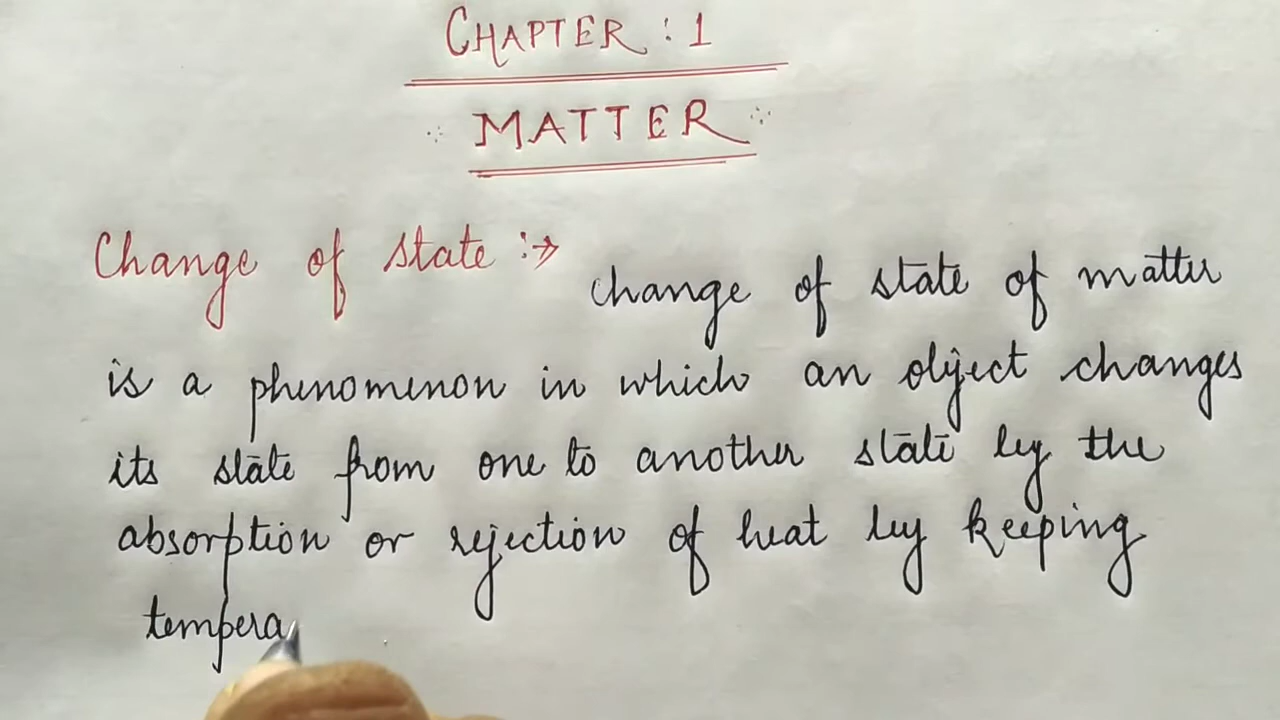 CHAPTER : 1
MATTER
Change of state :→ change of state of matter
is a phenomenon in which an object changes
its state from one to another state by the
absorption or rejection of heat by keeping
tempera